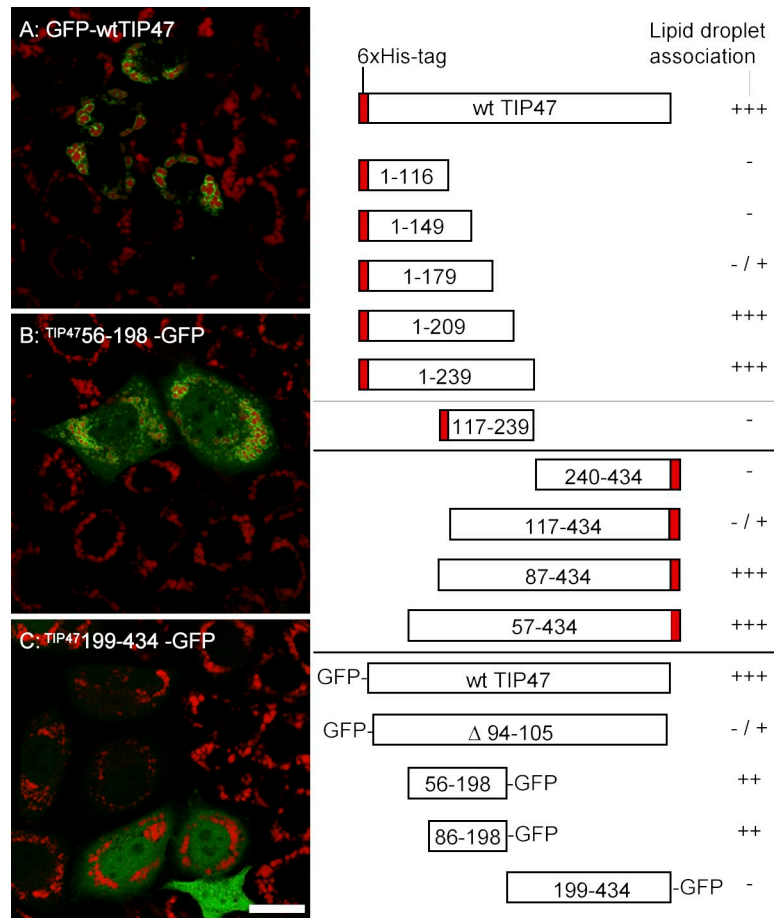 A: GFP-wtTIP47
B: TIP4756-198 -GFP
C: TIP47199-434 -GFP
Lipid droplet
association
6xHis-tag
wt TIP47 +++
1-116 -
1-149 -
1-179 - / +
1-209 +++
1-239 +++
117-239 -
240-434 -
117-434 - / +
87-434 +++
57-434 +++
GFP- wt TIP47 +++
GFP- Δ 94-105 - / +
56-198 -GFP ++
86-198 -GFP ++
199-434 -GFP -